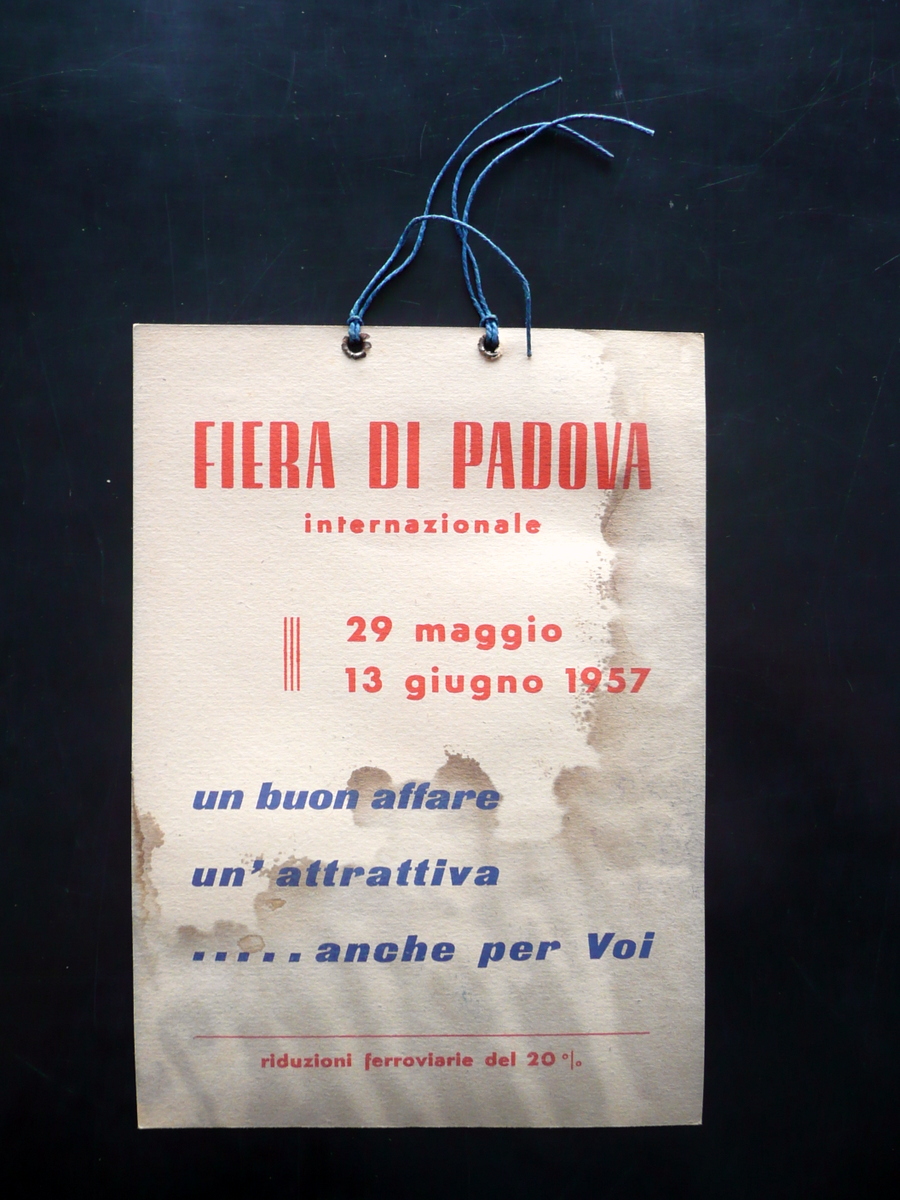 FIERA DI PADOVA
internazionale
29 maggio
13 giugno 1957
un buon affare
un' attrattiva
.....anche per Voi
riduzioni ferroviarie del 20 %